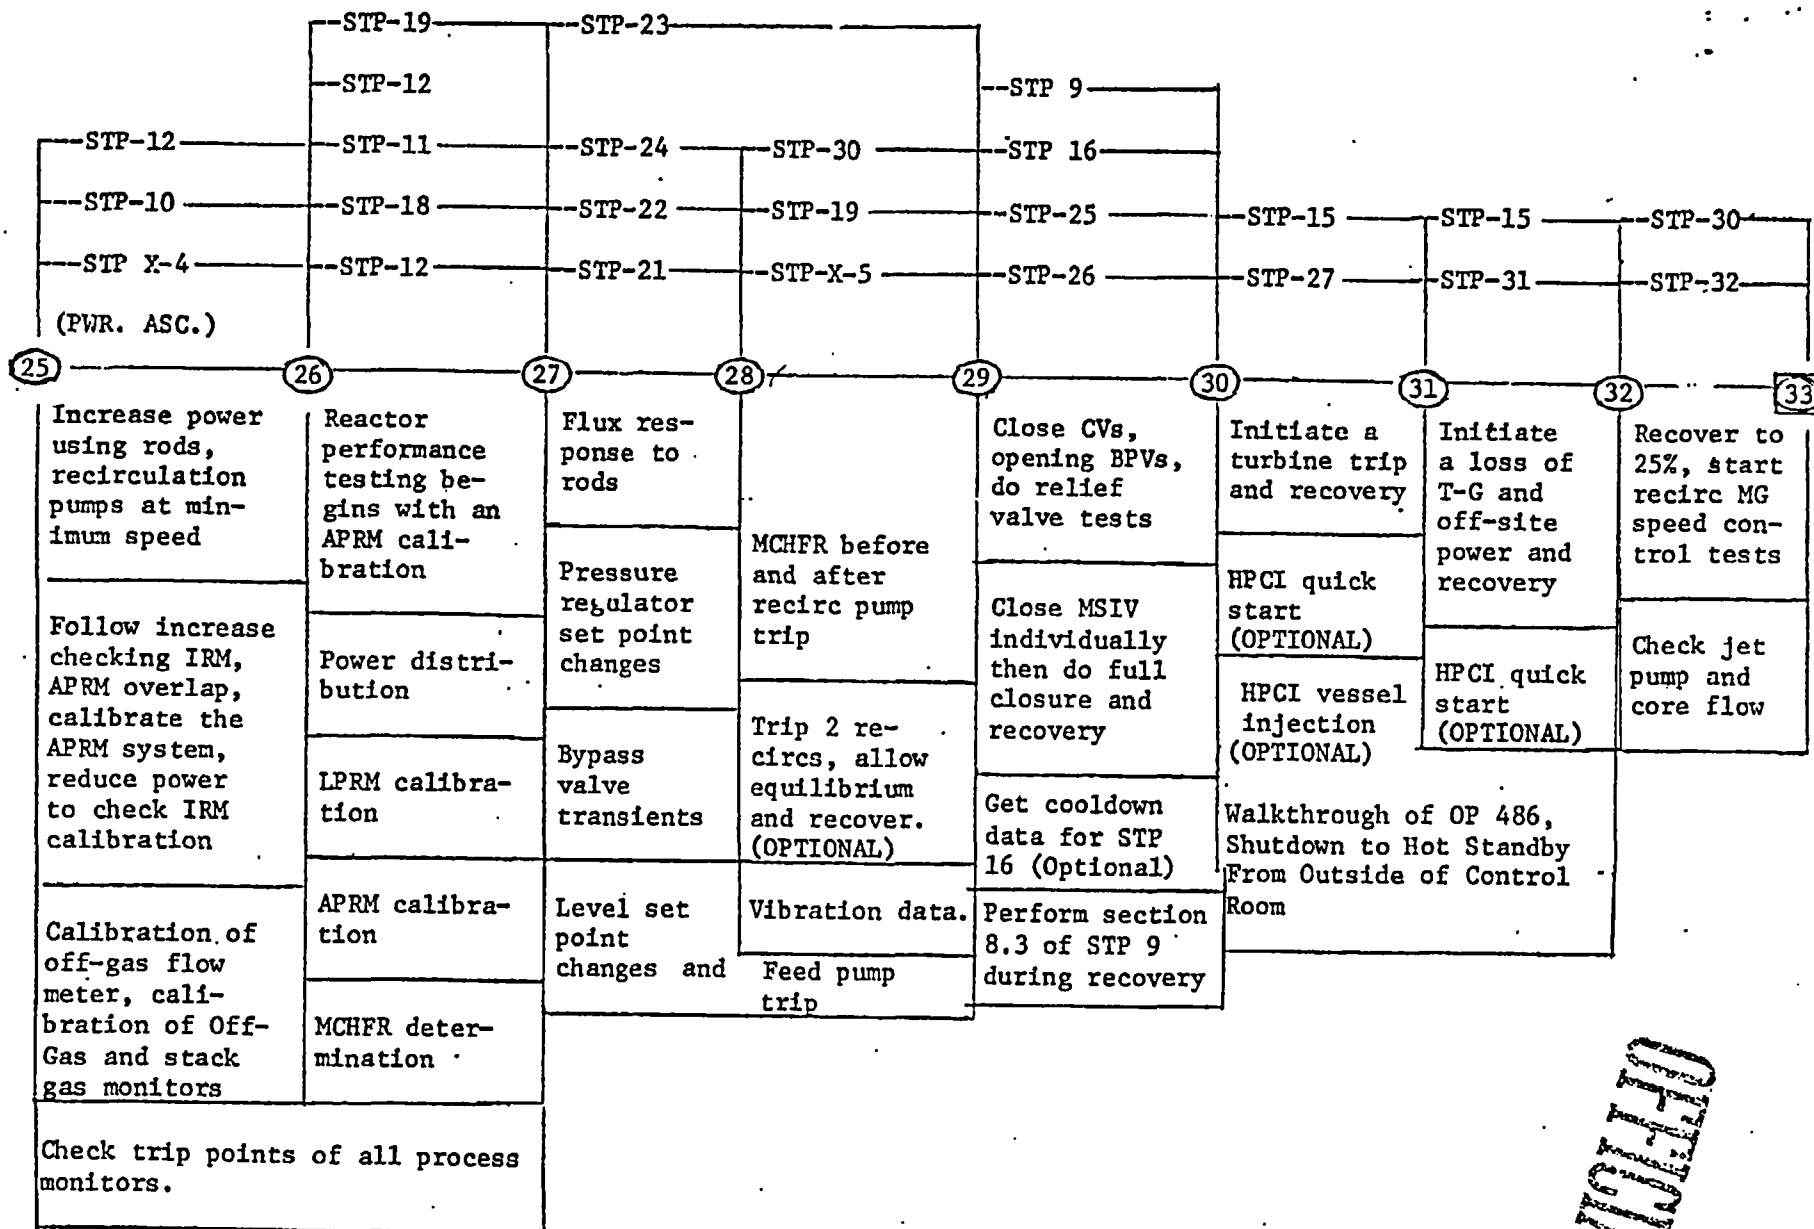 --STP-19
--STP-23
--STP-12
--STP 9
--STP-12
--STP-11
--STP-24
--STP-30
--STP 16
--STP-10
--STP-18
--STP-22
--STP-19
--STP-25
--STP-15
--STP-15
--STP-30
--STP X-4
--STP-12
--STP-21
--STP-X-5
--STP-26
--STP-27
--STP-31
--STP-32
(PWR. ASC.)
25
26
27
28
29
30
31
32
33
Increase power
using rods,
recirculation
pumps at min-
imum speed
Follow increase
checking IRM,
APRM overlap,
calibrate the
APRM system,
reduce power
to check IRM
calibration
Calibration of
off-gas flow
meter, cali-
bration of Off-
Gas and stack
gas monitors
Check trip points of all process
monitors.
Reactor
performance
testing be-
gins with an
APRM cali-
bration
Power distri-
bution
LPRM calibra-
tion
APRM calibra-
tion
MCHFR deter-
mination
Flux res-
ponse to
rods
Pressure
regulator
set point
changes
Bypass
valve
transients
Level set
point
changes and
MCHFR before
and after
recirc pump
trip
Trip 2 re-
circs, allow
equilibrium
and recover.
(OPTIONAL)
Vibration data.
Feed pump
trip
Close CVs,
opening BPVs,
do relief
valve tests
Close MSIV
individually
then do full
closure and
recovery
Get cooldown
data for STP
16 (Optional)
Perform section
8.3 of STP 9
during recovery
Initiate a
turbine trip
and recovery
HPCI quick
start
(OPTIONAL)
HPCI vessel
injection
(OPTIONAL)
Walkthrough of OP 486,
Shutdown to Hot Standby
From Outside of Control
Room
Initiate
a loss of
T-G and
off-site
power and
recovery
HPCI quick
start
(OPTIONAL)
Recover to
25%, start
recirc MG
speed con-
trol tests
Check jet
pump and
core flow